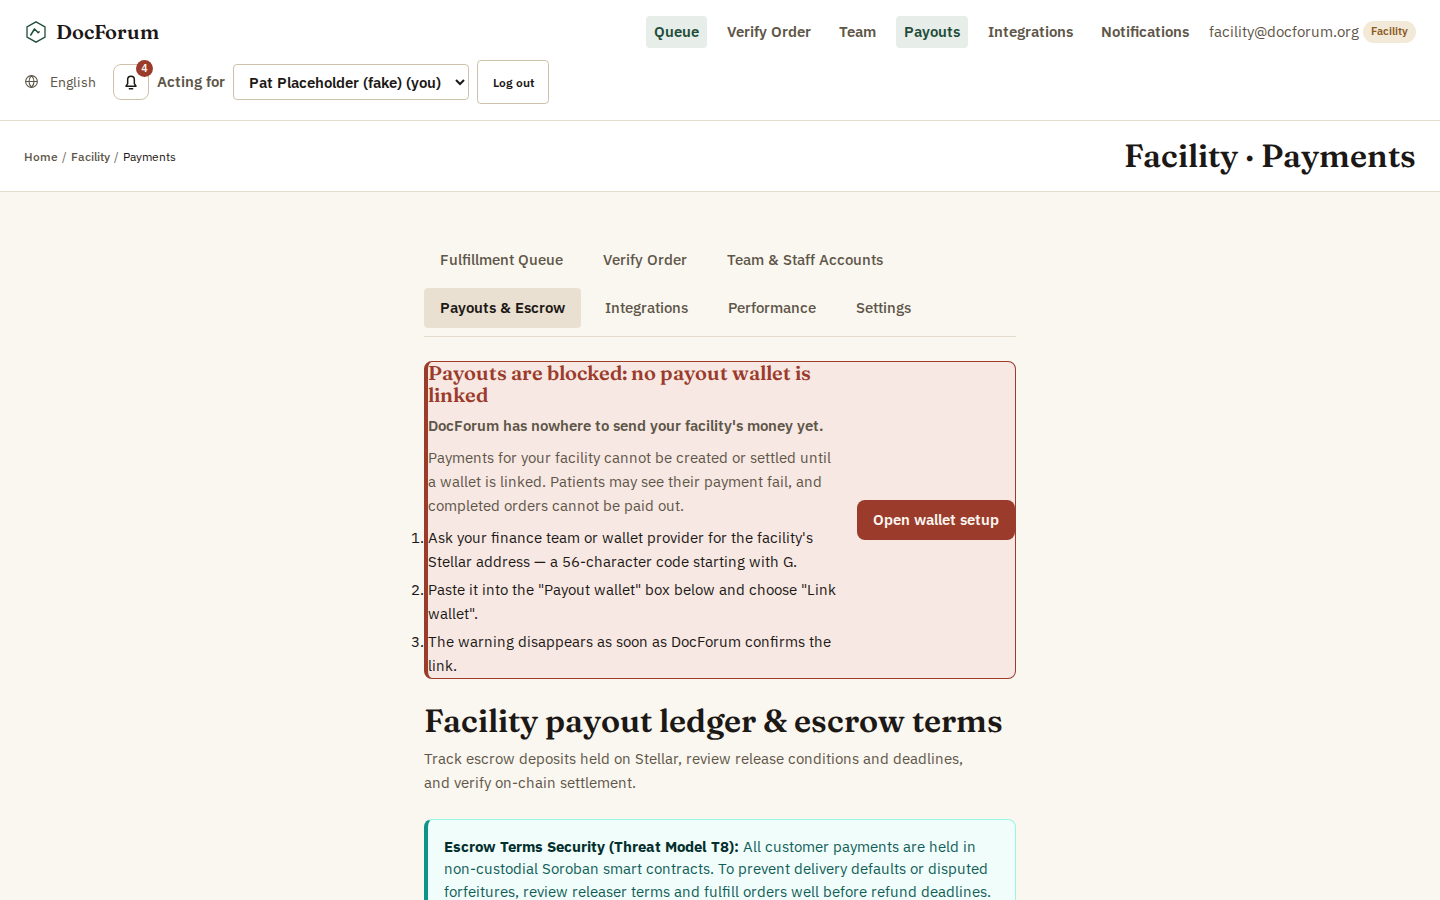 DocForum
Queue
Verify Order
Team
Payouts
Integrations
Notifications
facility@docforum.org
Facility
English
4
Acting for
Pat Placeholder (fake) (you)
Log out
Home / Facility / Payments
Facility · Payments
Fulfillment Queue
Verify Order
Team & Staff Accounts
Payouts & Escrow
Integrations
Performance
Settings
Payouts are blocked: no payout wallet is
linked
DocForum has nowhere to send your facility's money yet.
Payments for your facility cannot be created or settled until
a wallet is linked. Patients may see their payment fail, and
completed orders cannot be paid out.
1. Ask your finance team or wallet provider for the facility's
Stellar address — a 56-character code starting with G.
2. Paste it into the "Payout wallet" box below and choose "Link
wallet".
3. The warning disappears as soon as DocForum confirms the
link.
Open wallet setup
Facility payout ledger & escrow terms
Track escrow deposits held on Stellar, review release conditions and deadlines,
and verify on-chain settlement.
Escrow Terms Security (Threat Model T8): All customer payments are held in
non-custodial Soroban smart contracts. To prevent delivery defaults or disputed
forfeitures, review releaser terms and fulfill orders well before refund deadlines.